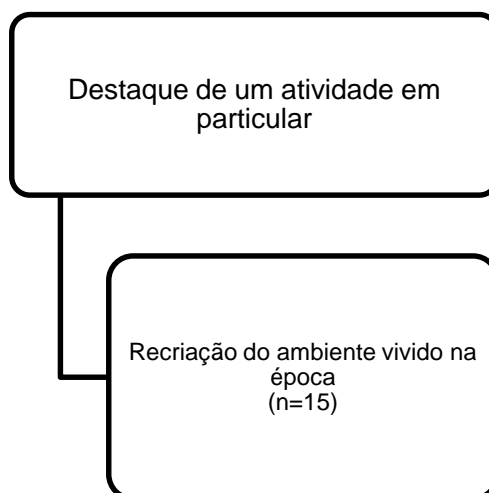 Destaque de um atividade em
particular
Recriação do ambiente vivido na
época
(n=15)